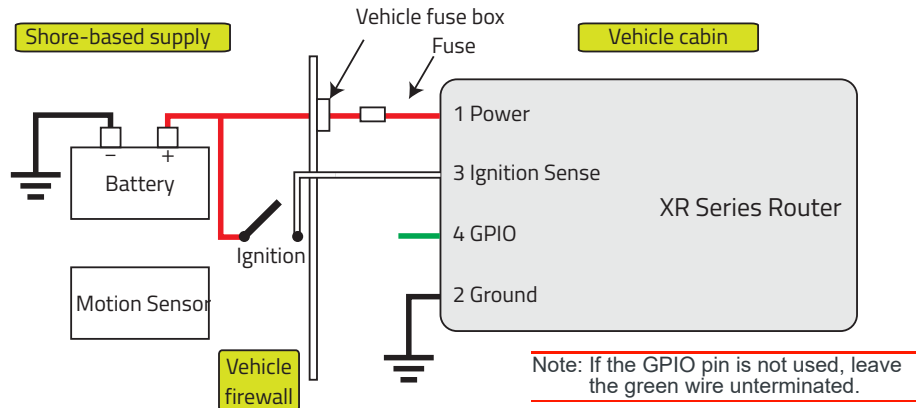 Shore-based supply
Vehicle fuse box
Fuse
Vehicle cabin
1 Power
– +
Battery
3 Ignition Sense
XR Series Router
4 GPIO
Ignition
Motion Sensor
2 Ground
Vehicle
firewall
Note: If the GPIO pin is not used, leave
the green wire unterminated.